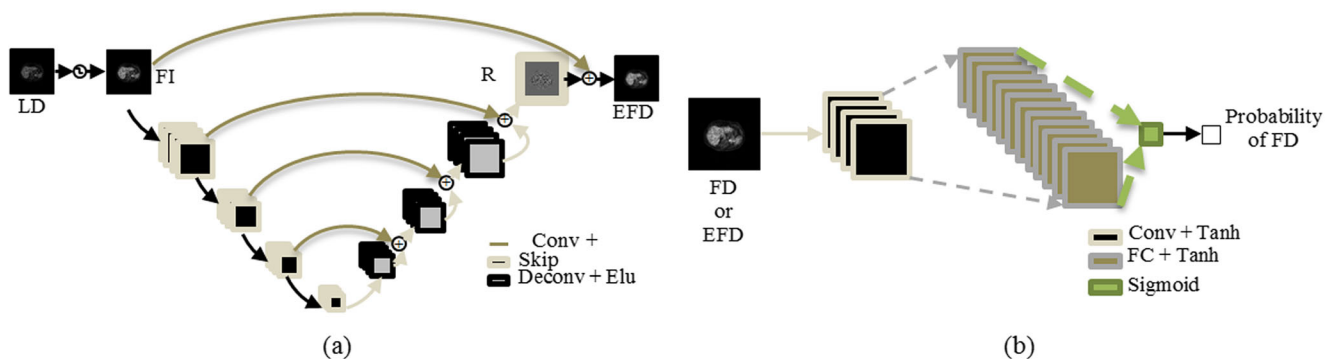 LD
FI
R
EFD
Conv +
Skip
Deconv + Elu
(a)
FD
or
EFD
Probability
of FD
Conv + Tanh
FC + Tanh
Sigmoid
(b)